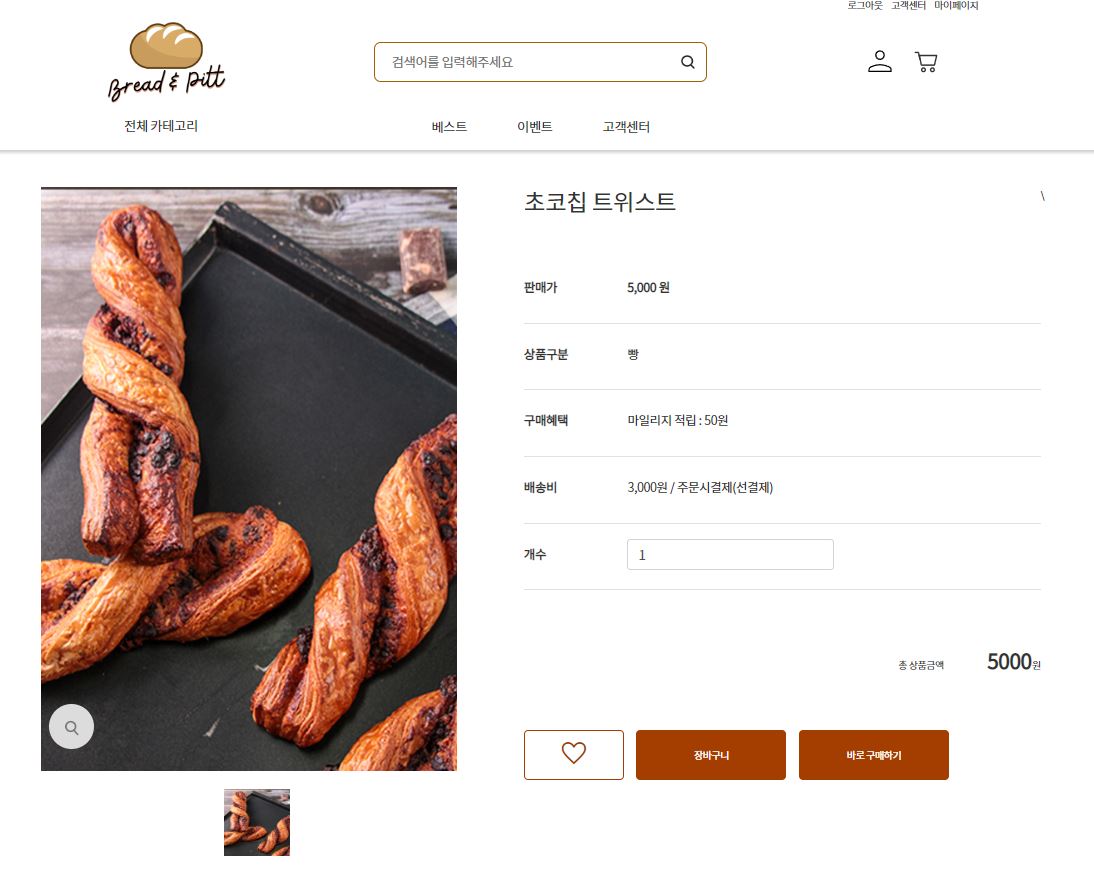 로그아웃 고객센터 마이페이지
Bread & Pitt
검색어를 입력해주세요
전체 카테고리 베스트 이벤트 고객센터
초코칩 트위스트 \
판매가 5,000 원
상품구분 빵
구매혜택 마일리지 적립 : 50원
배송비 3,000원 / 주문시결제(선결제)
개수 1
총 상품금액 5000원
장바구니 바로 구매하기